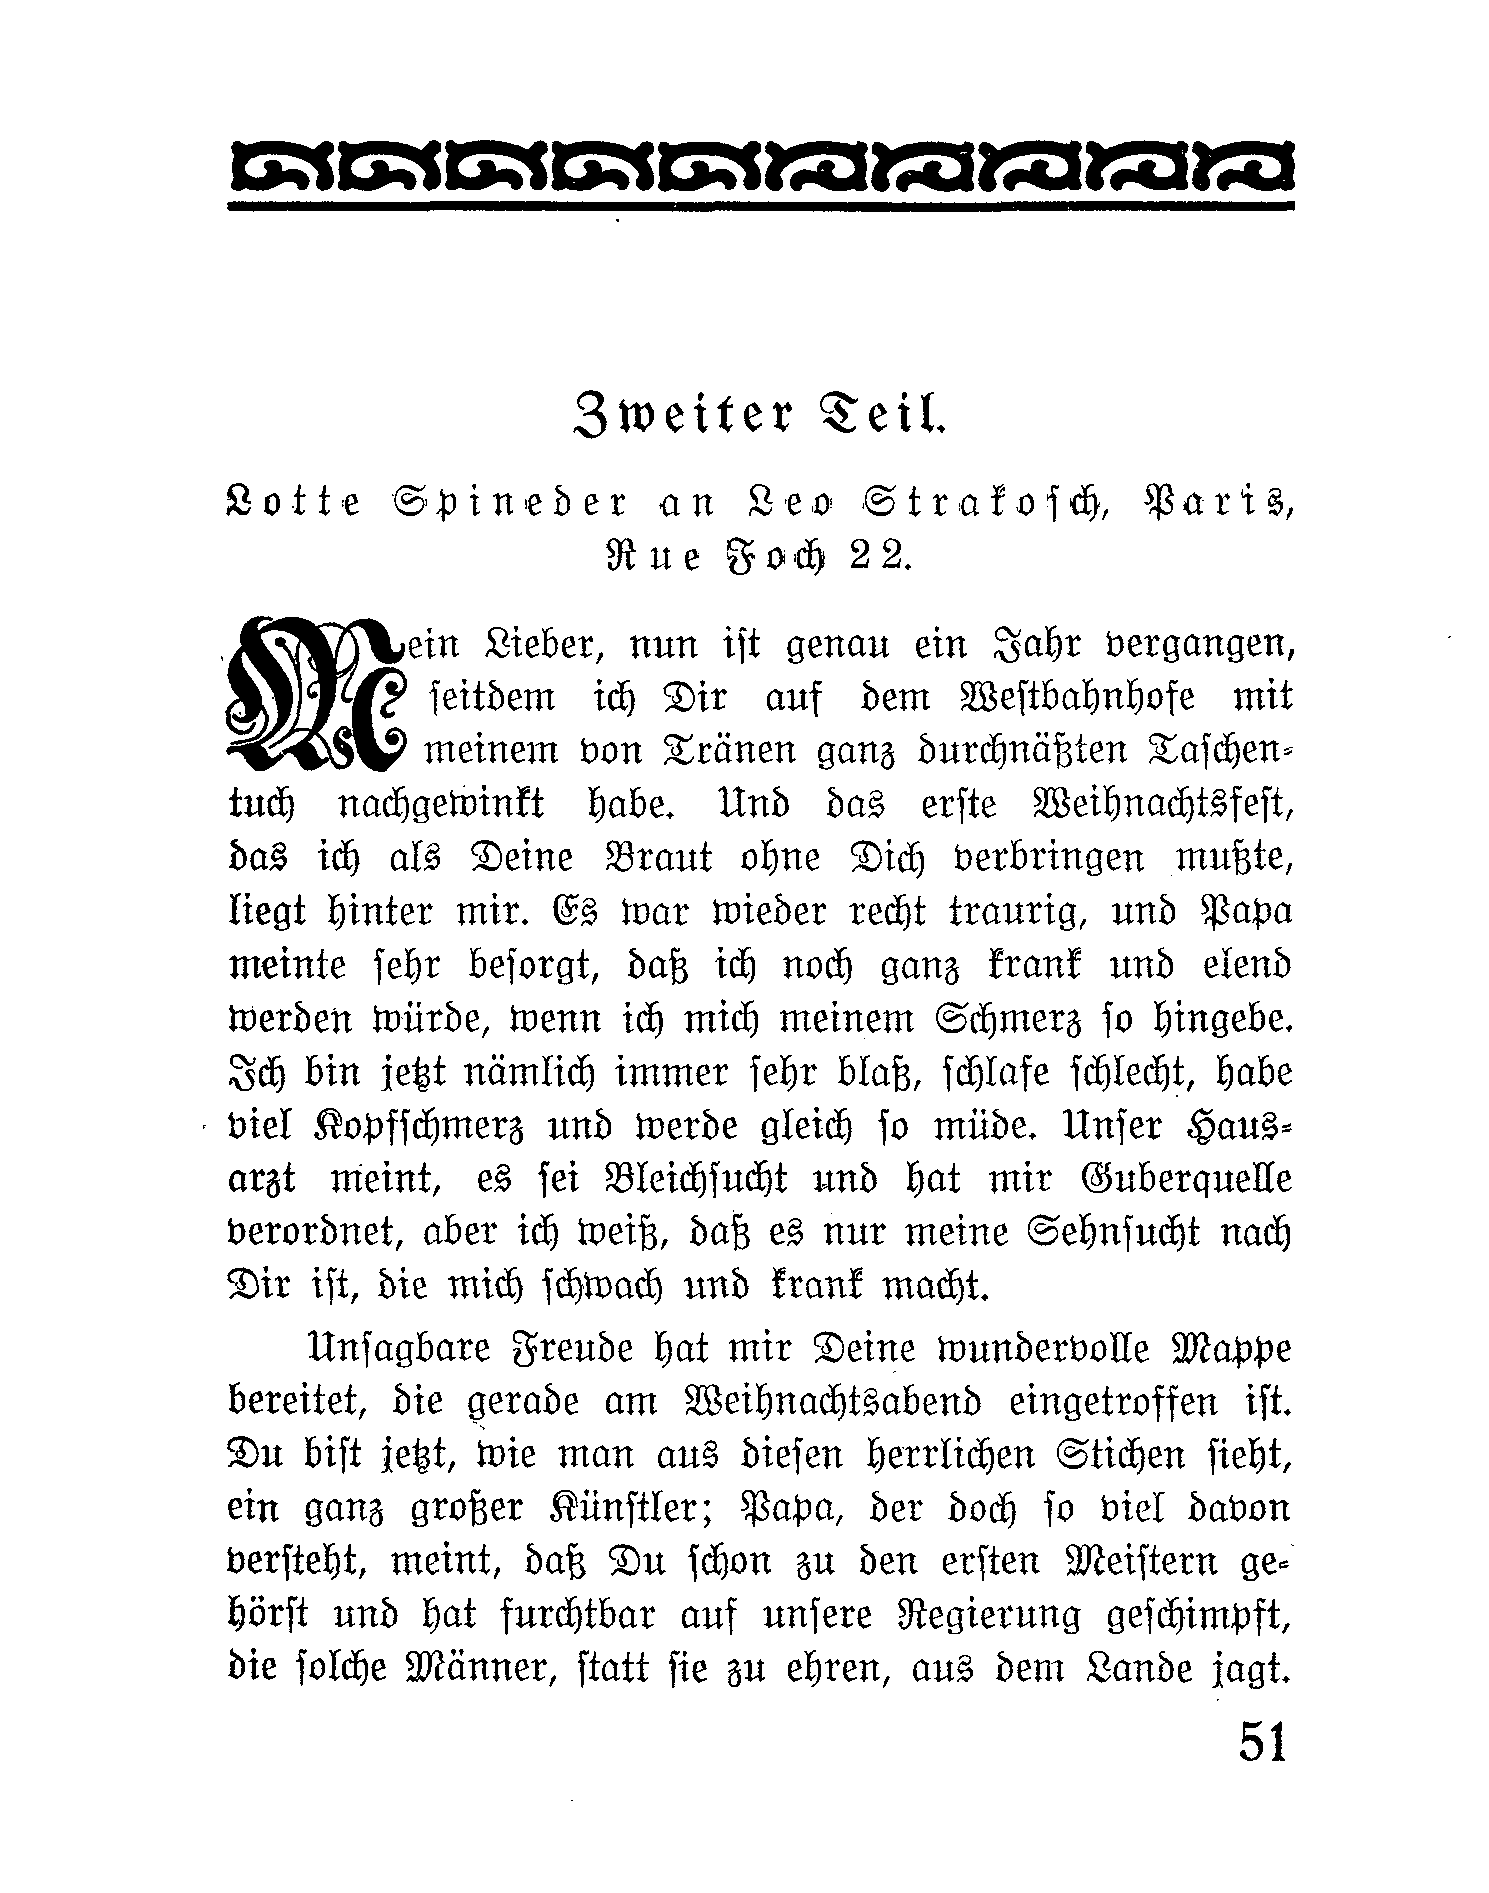 Zweiter Teil.
Lotte Spineder an Leo Strakoſch, Paris,
Rue Foch 22.
Mein Lieber, nun iſt genau ein Jahr vergangen,
ſeitdem ich Dir auf dem Weſtbahnhofe mit
meinem von Tränen ganz durchnäßten Taſchen-
tuch nachgewinkt habe. Und das erſte Weihnachtsfeſt,
das ich als Deine Braut ohne Dich verbringen mußte,
liegt hinter mir. Es war wieder recht traurig, und Papa
meinte ſehr beſorgt, daß ich noch ganz krank und elend
werden würde, wenn ich mich meinem Schmerz ſo hingebe.
Ich bin jetzt nämlich immer ſehr blaß, ſchlafe ſchlecht, habe
viel Kopfſchmerz und werde gleich ſo müde. Unſer Haus-
arzt meint, es ſei Bleichſucht und hat mir Guberquelle
verordnet, aber ich weiß, daß es nur meine Sehnſucht nach
Dir iſt, die mich ſchwach und krank macht.
Unſagbare Freude hat mir Deine wundervolle Mappe
bereitet, die gerade am Weihnachtsabend eingetroffen iſt.
Du biſt jetzt, wie man aus dieſen herrlichen Stichen ſieht,
ein ganz großer Künſtler; Papa, der doch ſo viel davon
verſteht, meint, daß Du ſchon zu den erſten Meiſtern ge-
hörſt und hat furchtbar auf unſere Regierung geſchimpft,
die ſolche Männer, ſtatt ſie zu ehren, aus dem Lande jagt.
51